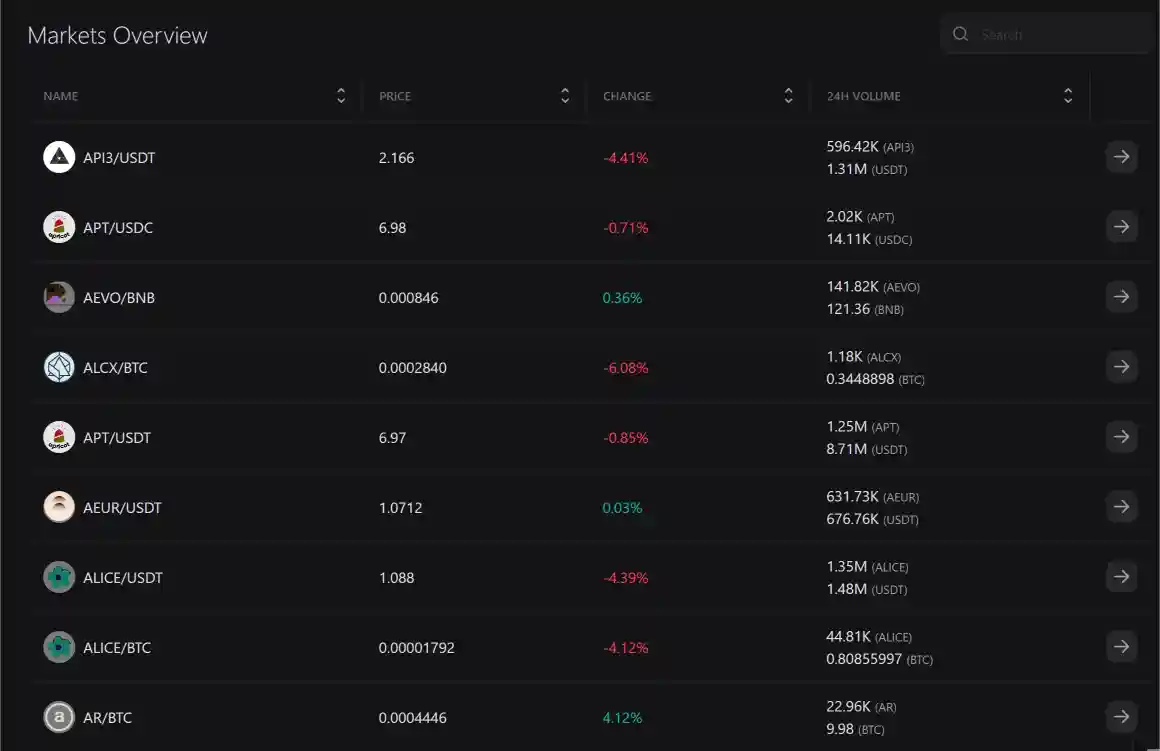 Markets Overview
Search
NAME PRICE CHANGE 24H VOLUME
API3/USDT 2.166 -4.41% 596.42K (API3)
1.31M (USDT)
apricot
APT/USDC 6.98 -0.71% 2.02K (APT)
14.11K (USDC)
AEVO/BNB 0.000846 0.36% 141.82K (AEVO)
121.36 (BNB)
ALCX/BTC 0.0002840 -6.08% 1.18K (ALCX)
0.3448898 (BTC)
apricot
APT/USDT 6.97 -0.85% 1.25M (APT)
8.71M (USDT)
AEUR/USDT 1.0712 0.03% 631.73K (AEUR)
676.76K (USDT)
ALICE/USDT 1.088 -4.39% 1.35M (ALICE)
1.48M (USDT)
ALICE/BTC 0.00001792 -4.12% 44.81K (ALICE)
0.80855997 (BTC)
a
AR/BTC 0.0004446 4.12% 22.96K (AR)
9.98 (BTC)